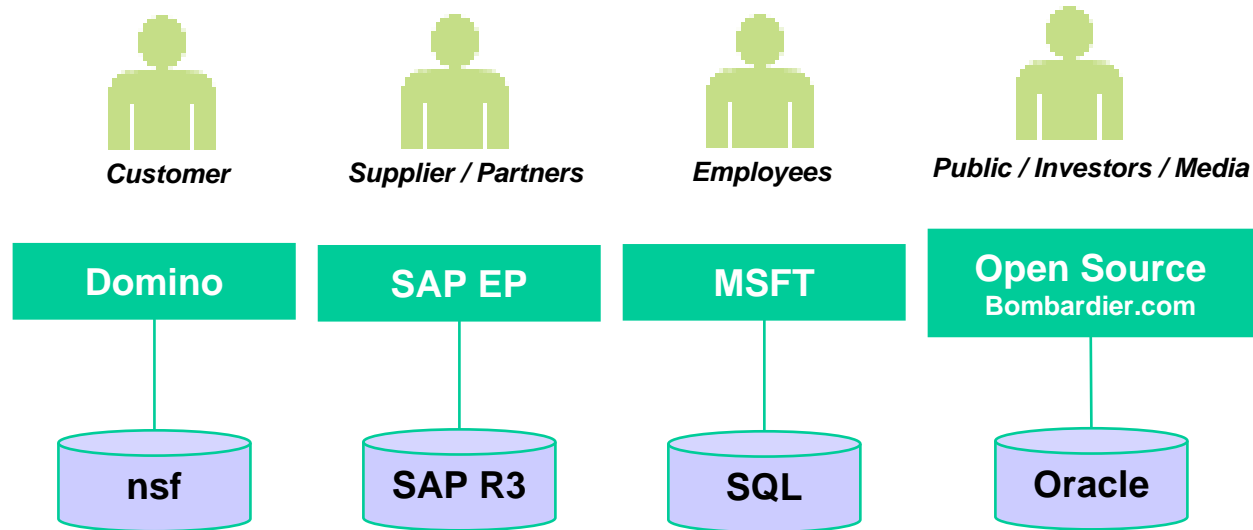 Customer
Supplier / Partners
Employees
Public / Investors / Media
Domino
SAP EP
MSFT
Open Source
Bombardier.com
nsf
SAP R3
SQL
Oracle